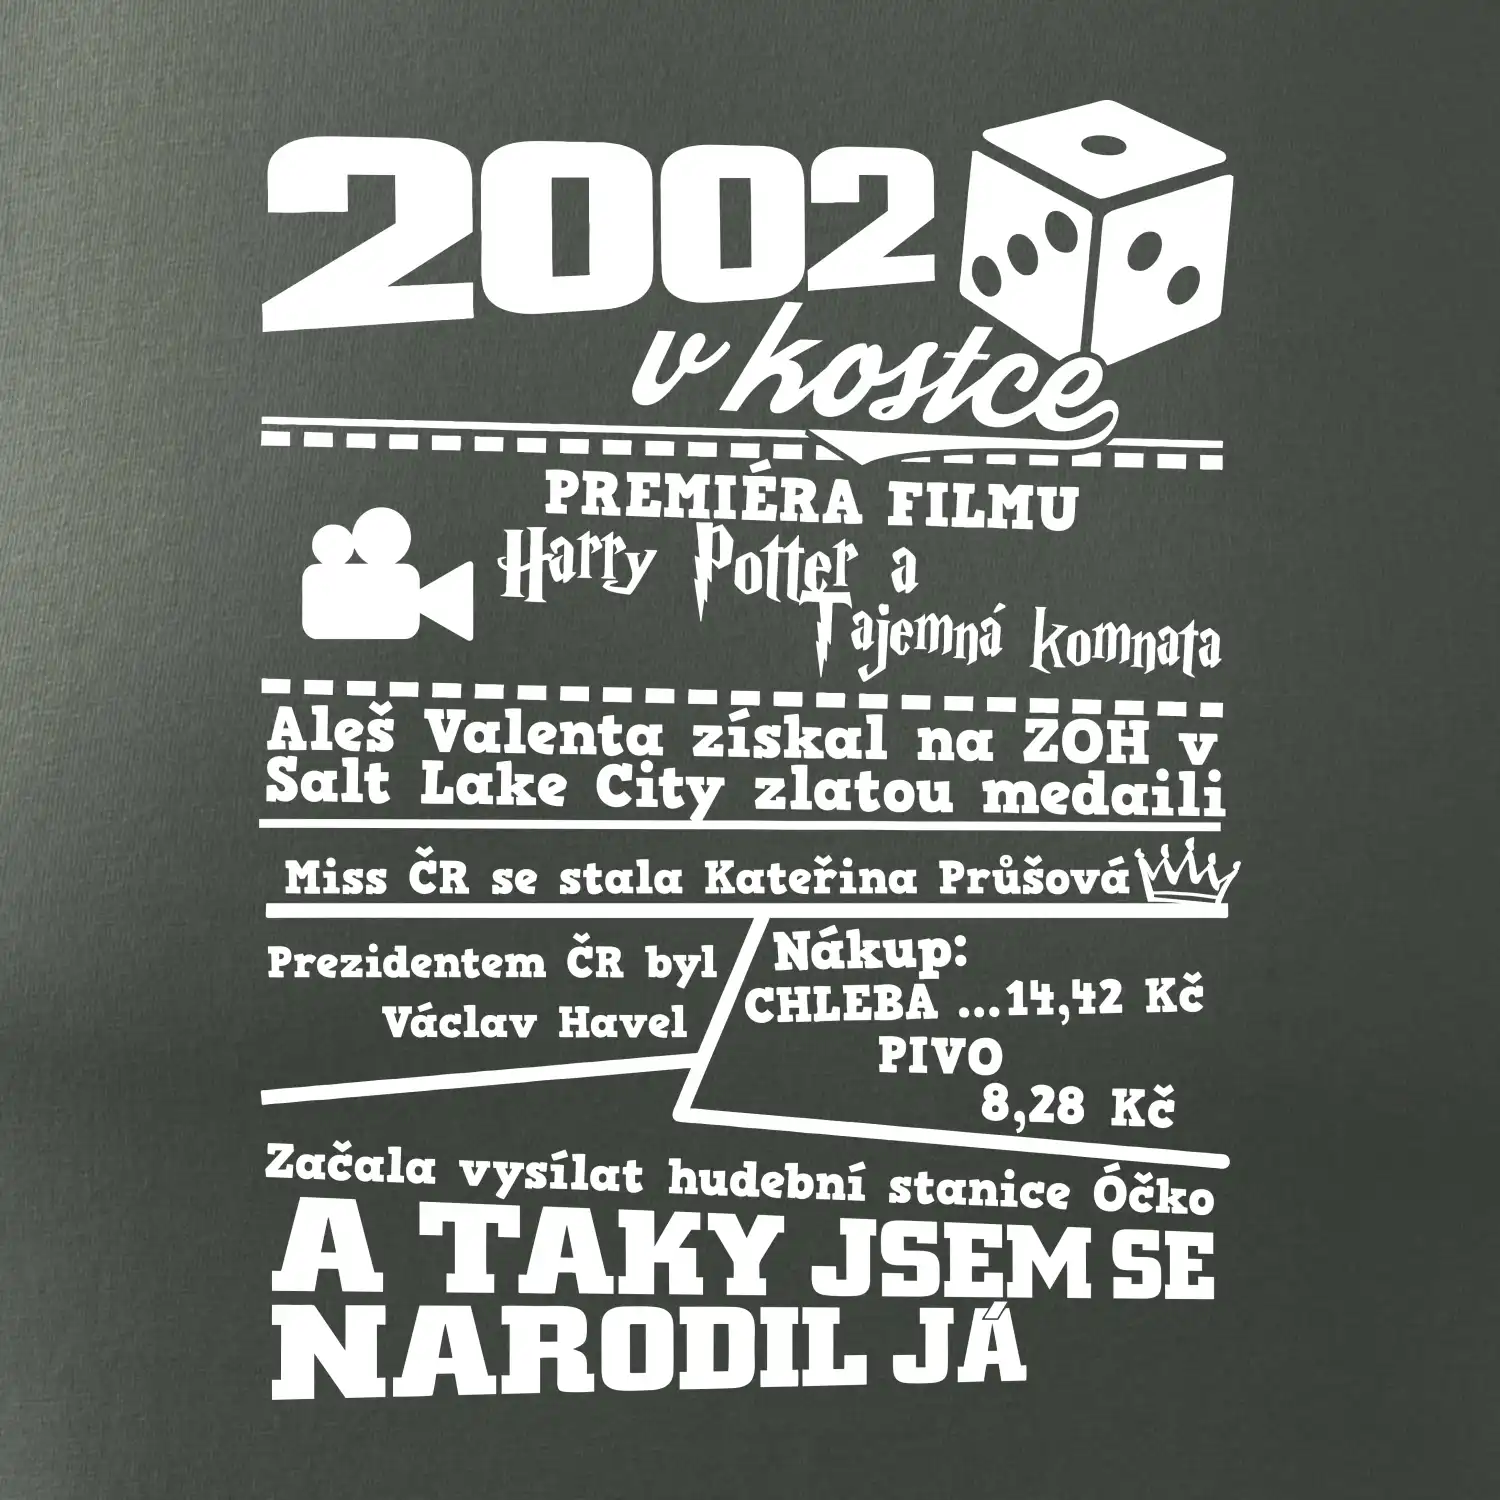 2002
v kostce
PREMIÉRA FILMU
Harry Potter a
Tajemná komnata
Aleš Valenta získal na ZOH v
Salt Lake City zlatou medaili
Miss ČR se stala Kateřina Průšová
Prezidentem ČR byl
Václav Havel
Nákup:
CHLEBA ...14,42 Kč
PIVO
8,28 Kč
Začala vysílat hudební stanice Óčko
A TAKY JSEM SE
NARODIL JÁ